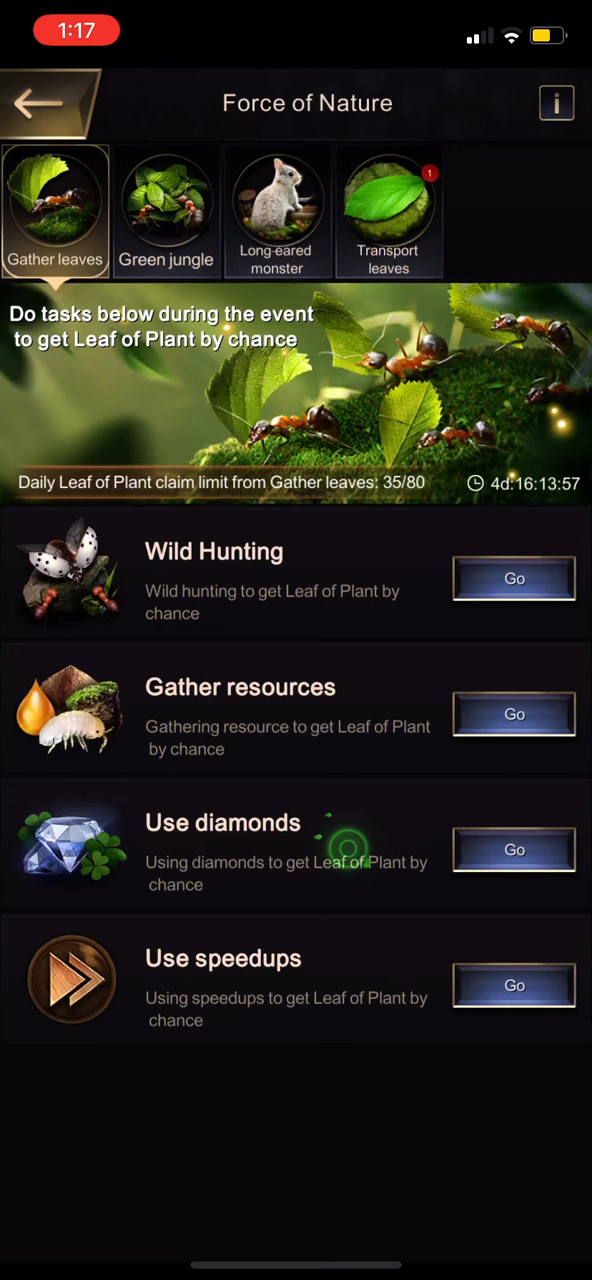 1:17
Force of Nature
i
Gather leaves
Green jungle
Long-eared
monster
Transport
leaves
1
Do tasks below during the event
to get Leaf of Plant by chance
Daily Leaf of Plant claim limit from Gather leaves: 35/80
4d:16:13:57
Wild Hunting
Wild hunting to get Leaf of Plant by
chance
Go
Gather resources
Gathering resource to get Leaf of Plant
by chance
Go
Use diamonds
Using diamonds to get Leaf of Plant by
chance
Go
Use speedups
Using speedups to get Leaf of Plant by
chance
Go